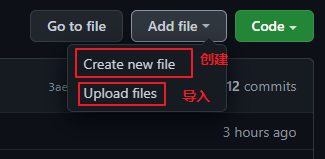 Go to file
Add file
Code
Create new file 创建
Upload files 导入
3ae
12 commits
3 hours ago